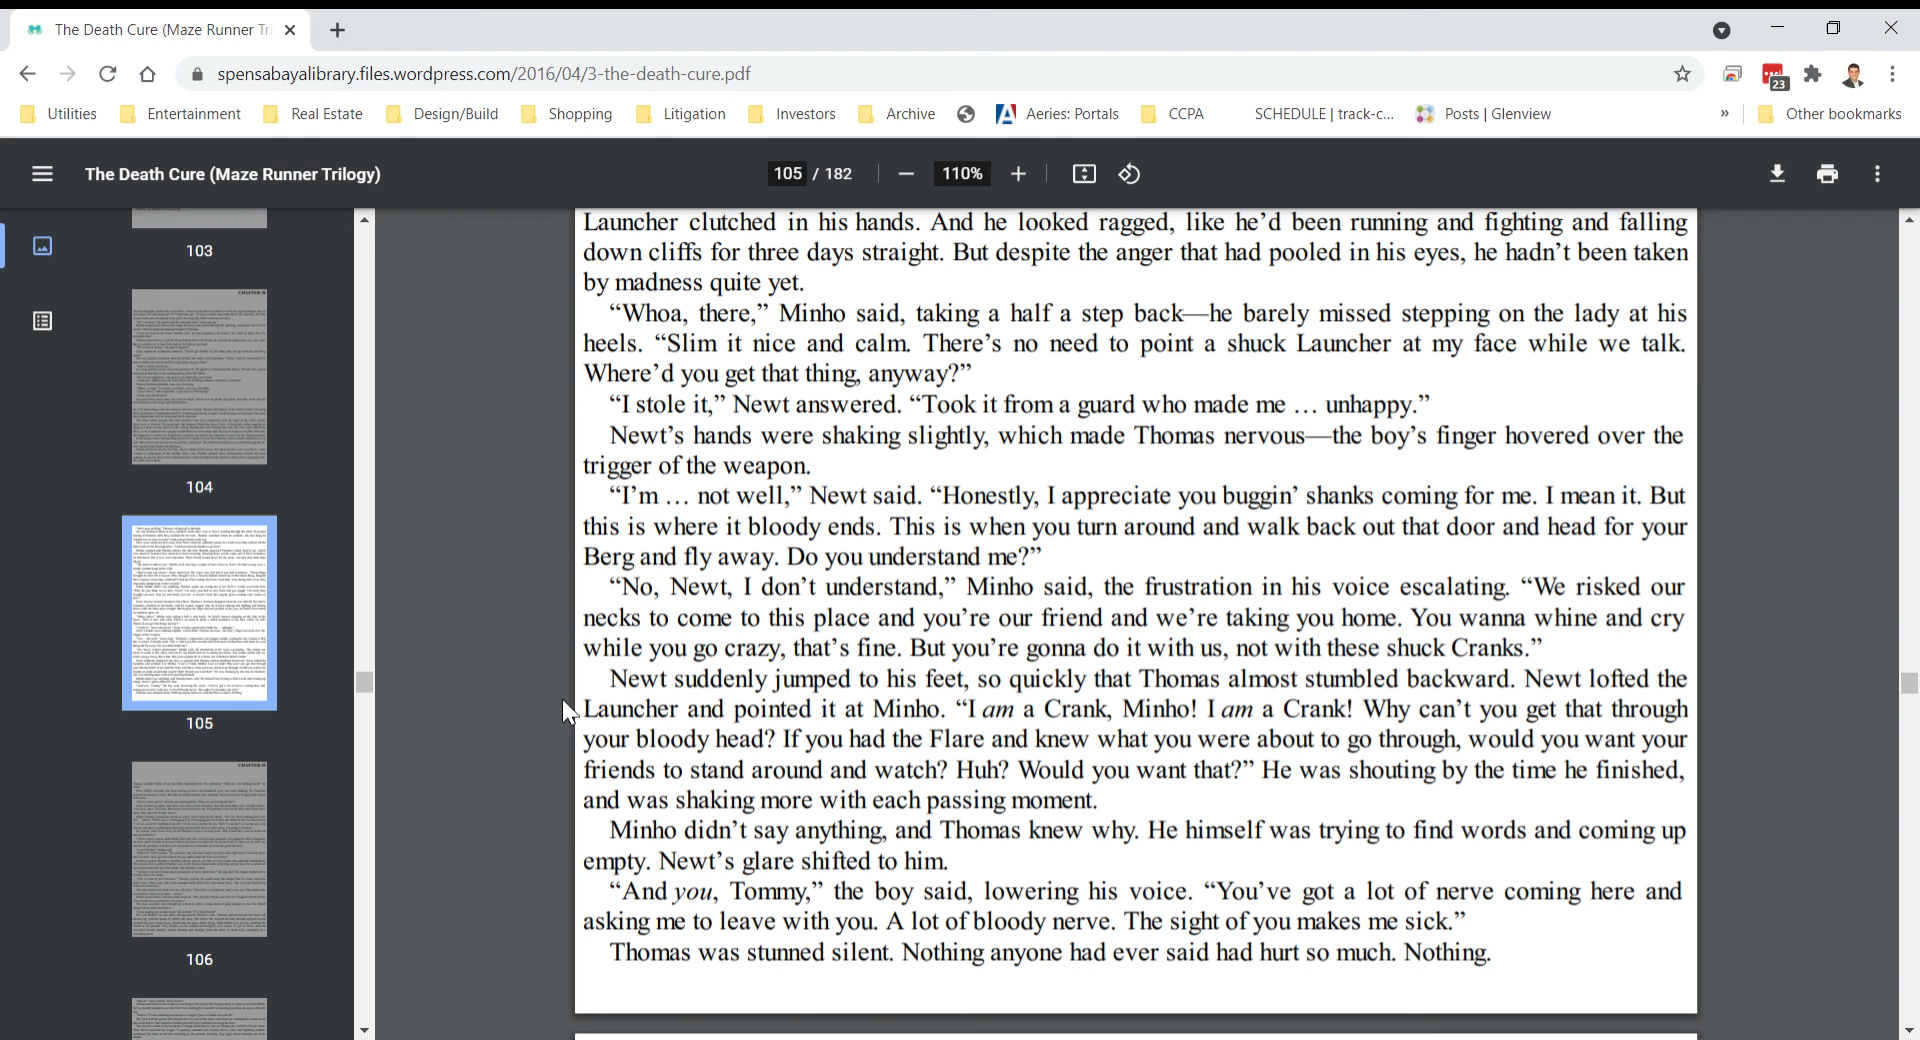 The Death Cure (Maze Runner Tri
spensabayalibrary.files.wordpress.com/2016/04/3-the-death-cure.pdf
23
Utilities Entertainment Real Estate Design/Build Shopping Litigation Investors Archive Aeries: Portals CCPA SCHEDULE | track-c... Posts | Glenview » Other bookmarks
The Death Cure (Maze Runner Trilogy) 105 / 182 110%
103
104
105
106
Launcher clutched in his hands. And he looked ragged, like he’d been running and fighting and falling
down cliffs for three days straight. But despite the anger that had pooled in his eyes, he hadn’t been taken
by madness quite yet.
“Whoa, there,” Minho said, taking a half a step back—he barely missed stepping on the lady at his
heels. “Slim it nice and calm. There’s no need to point a shuck Launcher at my face while we talk.
Where’d you get that thing, anyway?”
“I stole it,” Newt answered. “Took it from a guard who made me … unhappy.”
Newt’s hands were shaking slightly, which made Thomas nervous—the boy’s finger hovered over the
trigger of the weapon.
“I’m … not well,” Newt said. “Honestly, I appreciate you buggin’ shanks coming for me. I mean it. But
this is where it bloody ends. This is when you turn around and walk back out that door and head for your
Berg and fly away. Do you understand me?”
“No, Newt, I don’t understand,” Minho said, the frustration in his voice escalating. “We risked our
necks to come to this place and you’re our friend and we’re taking you home. You wanna whine and cry
while you go crazy, that’s fine. But you’re gonna do it with us, not with these shuck Cranks.”
Newt suddenly jumped to his feet, so quickly that Thomas almost stumbled backward. Newt lofted the
Launcher and pointed it at Minho. “I am a Crank, Minho! I am a Crank! Why can’t you get that through
your bloody head? If you had the Flare and knew what you were about to go through, would you want your
friends to stand around and watch? Huh? Would you want that?” He was shouting by the time he finished,
and was shaking more with each passing moment.
Minho didn’t say anything, and Thomas knew why. He himself was trying to find words and coming up
empty. Newt’s glare shifted to him.
“And you, Tommy,” the boy said, lowering his voice. “You’ve got a lot of nerve coming here and
asking me to leave with you. A lot of bloody nerve. The sight of you makes me sick.”
Thomas was stunned silent. Nothing anyone had ever said had hurt so much. Nothing.